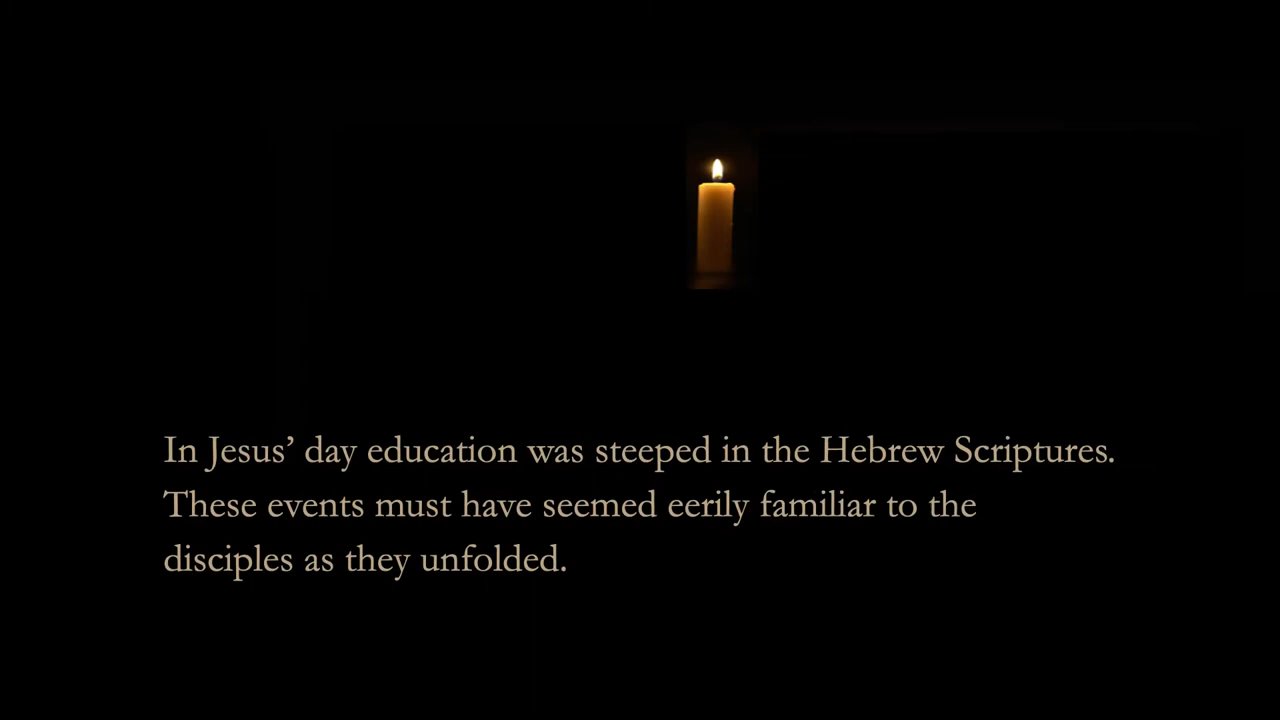 In Jesus’ day education was steeped in the Hebrew Scriptures.
These events must have seemed eerily familiar to the
disciples as they unfolded.